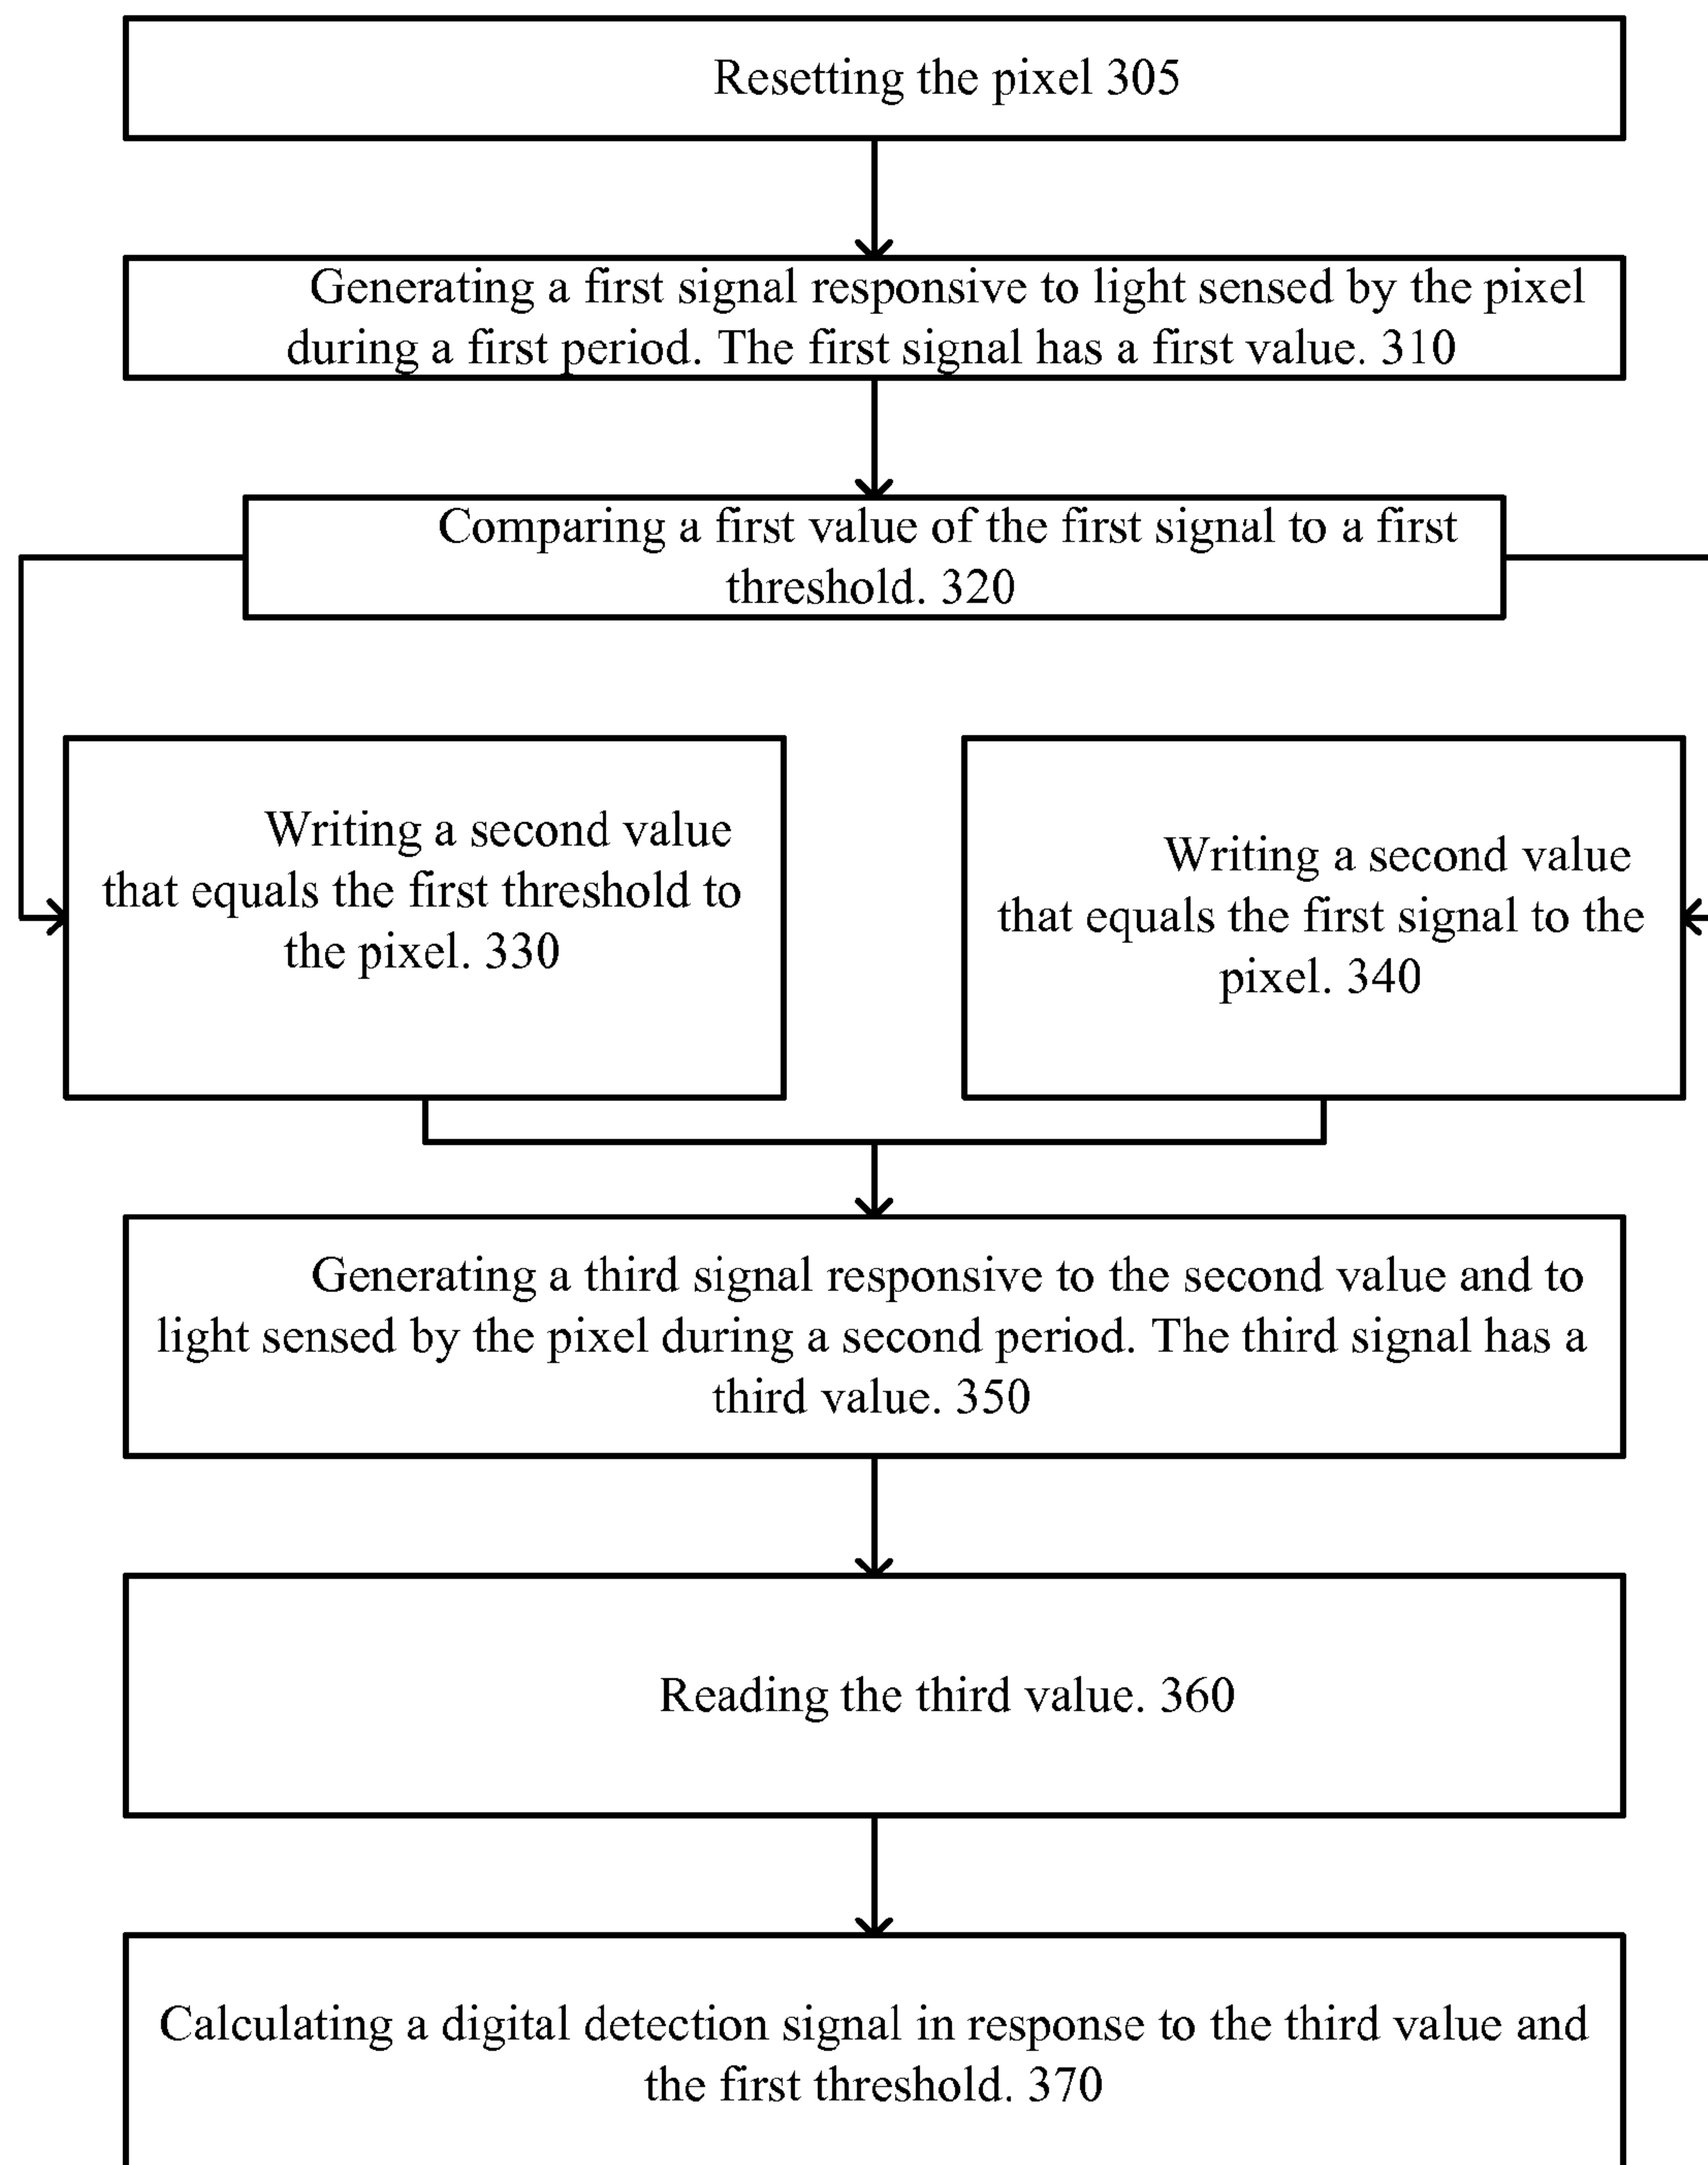 Resetting the pixel 305
Generating a first signal responsive to light sensed by the pixel
during a first period. The first signal has a first value. 310
Comparing a first value of the first signal to a first
threshold. 320
Writing a second value
that equals the first threshold to
the pixel. 330
Writing a second value
that equals the first signal to the
pixel. 340
Generating a third signal responsive to the second value and to
light sensed by the pixel during a second period. The third signal has a
third value. 350
Reading the third value. 360
Calculating a digital detection signal in response to the third value and
the first threshold. 370